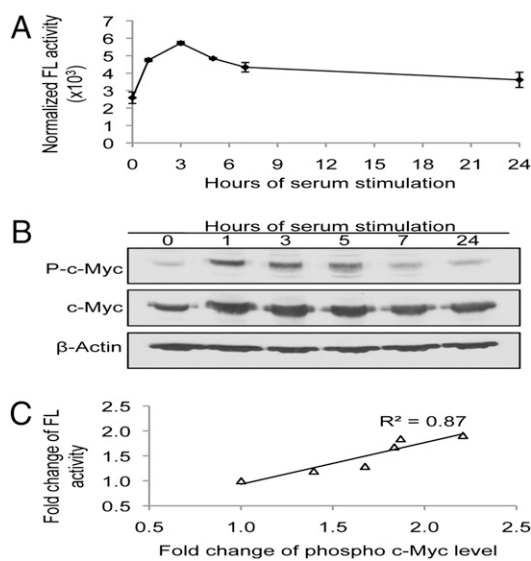 A
Normalized FL activity
(x10³)
7
6
5
4
3
2
1
0
0 3 6 9 12 15 18 21 24
Hours of serum stimulation
B
Hours of serum stimulation
0 1 3 5 7 24
P-c-Myc
c-Myc
β-Actin
C
Fold change of FL
activity
2.5
2.0
1.5
1.0
0.5
R² = 0.87
0.5 1.0 1.5 2.0 2.5
Fold change of phospho c-Myc level